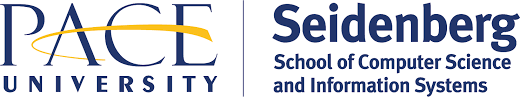 PACE
UNIVERSITY
Seidenberg
School of Computer Science
and Information Systems